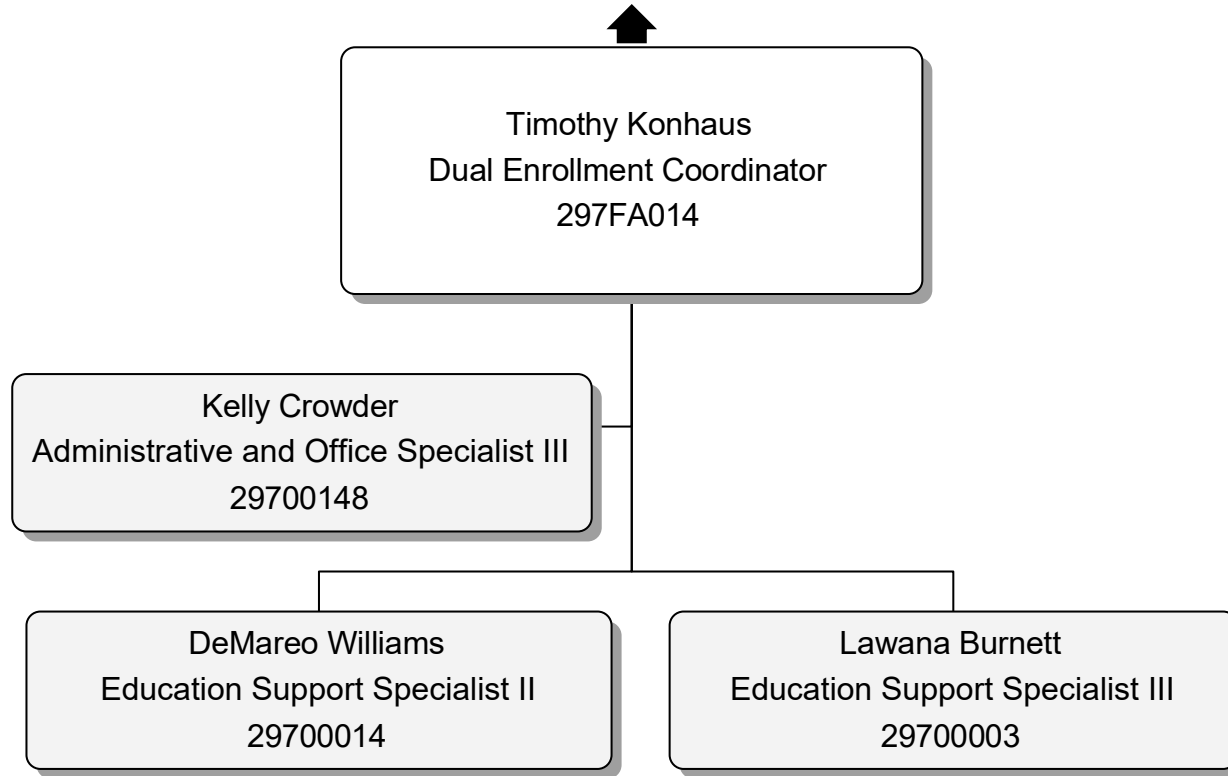 Timothy Konhaus
Dual Enrollment Coordinator
297FA014
Kelly Crowder
Administrative and Office Specialist III
29700148
DeMareo Williams
Education Support Specialist II
29700014
Lawana Burnett
Education Support Specialist III
29700003